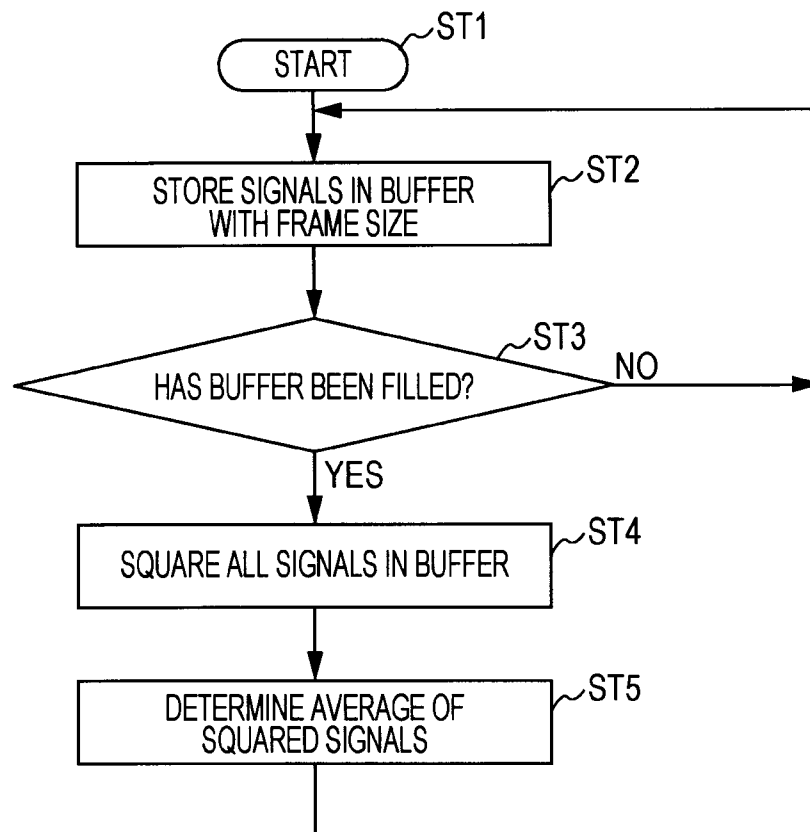 ST1
START
ST2
STORE SIGNALS IN BUFFER
WITH FRAME SIZE
ST3
HAS BUFFER BEEN FILLED?
NO
YES
ST4
SQUARE ALL SIGNALS IN BUFFER
ST5
DETERMINE AVERAGE OF
SQUARED SIGNALS